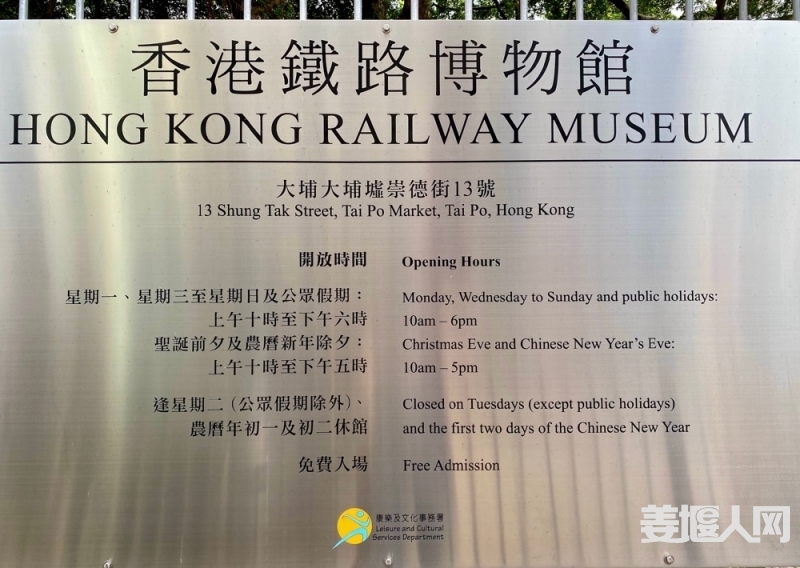 香港鐵路博物館
HONG KONG RAILWAY MUSEUM
大埔大埔墟崇德街13號
13 Shung Tak Street, Tai Po Market, Tai Po, Hong Kong
開放時間 Opening Hours
星期一、星期三至星期日及公眾假期： Monday, Wednesday to Sunday and public holidays:
上午十時至下午六時 10am – 6pm
聖誕前夕及農曆新年除夕： Christmas Eve and Chinese New Year’s Eve:
上午十時至下午五時 10am – 5pm
逢星期二（公眾假期除外）、 Closed on Tuesdays (except public holidays)
農曆年初一及初二休館 and the first two days of the Chinese New Year
免費入場 Free Admission
康樂及文化事務署
Leisure and Cultural
Services Department
姜堰人网